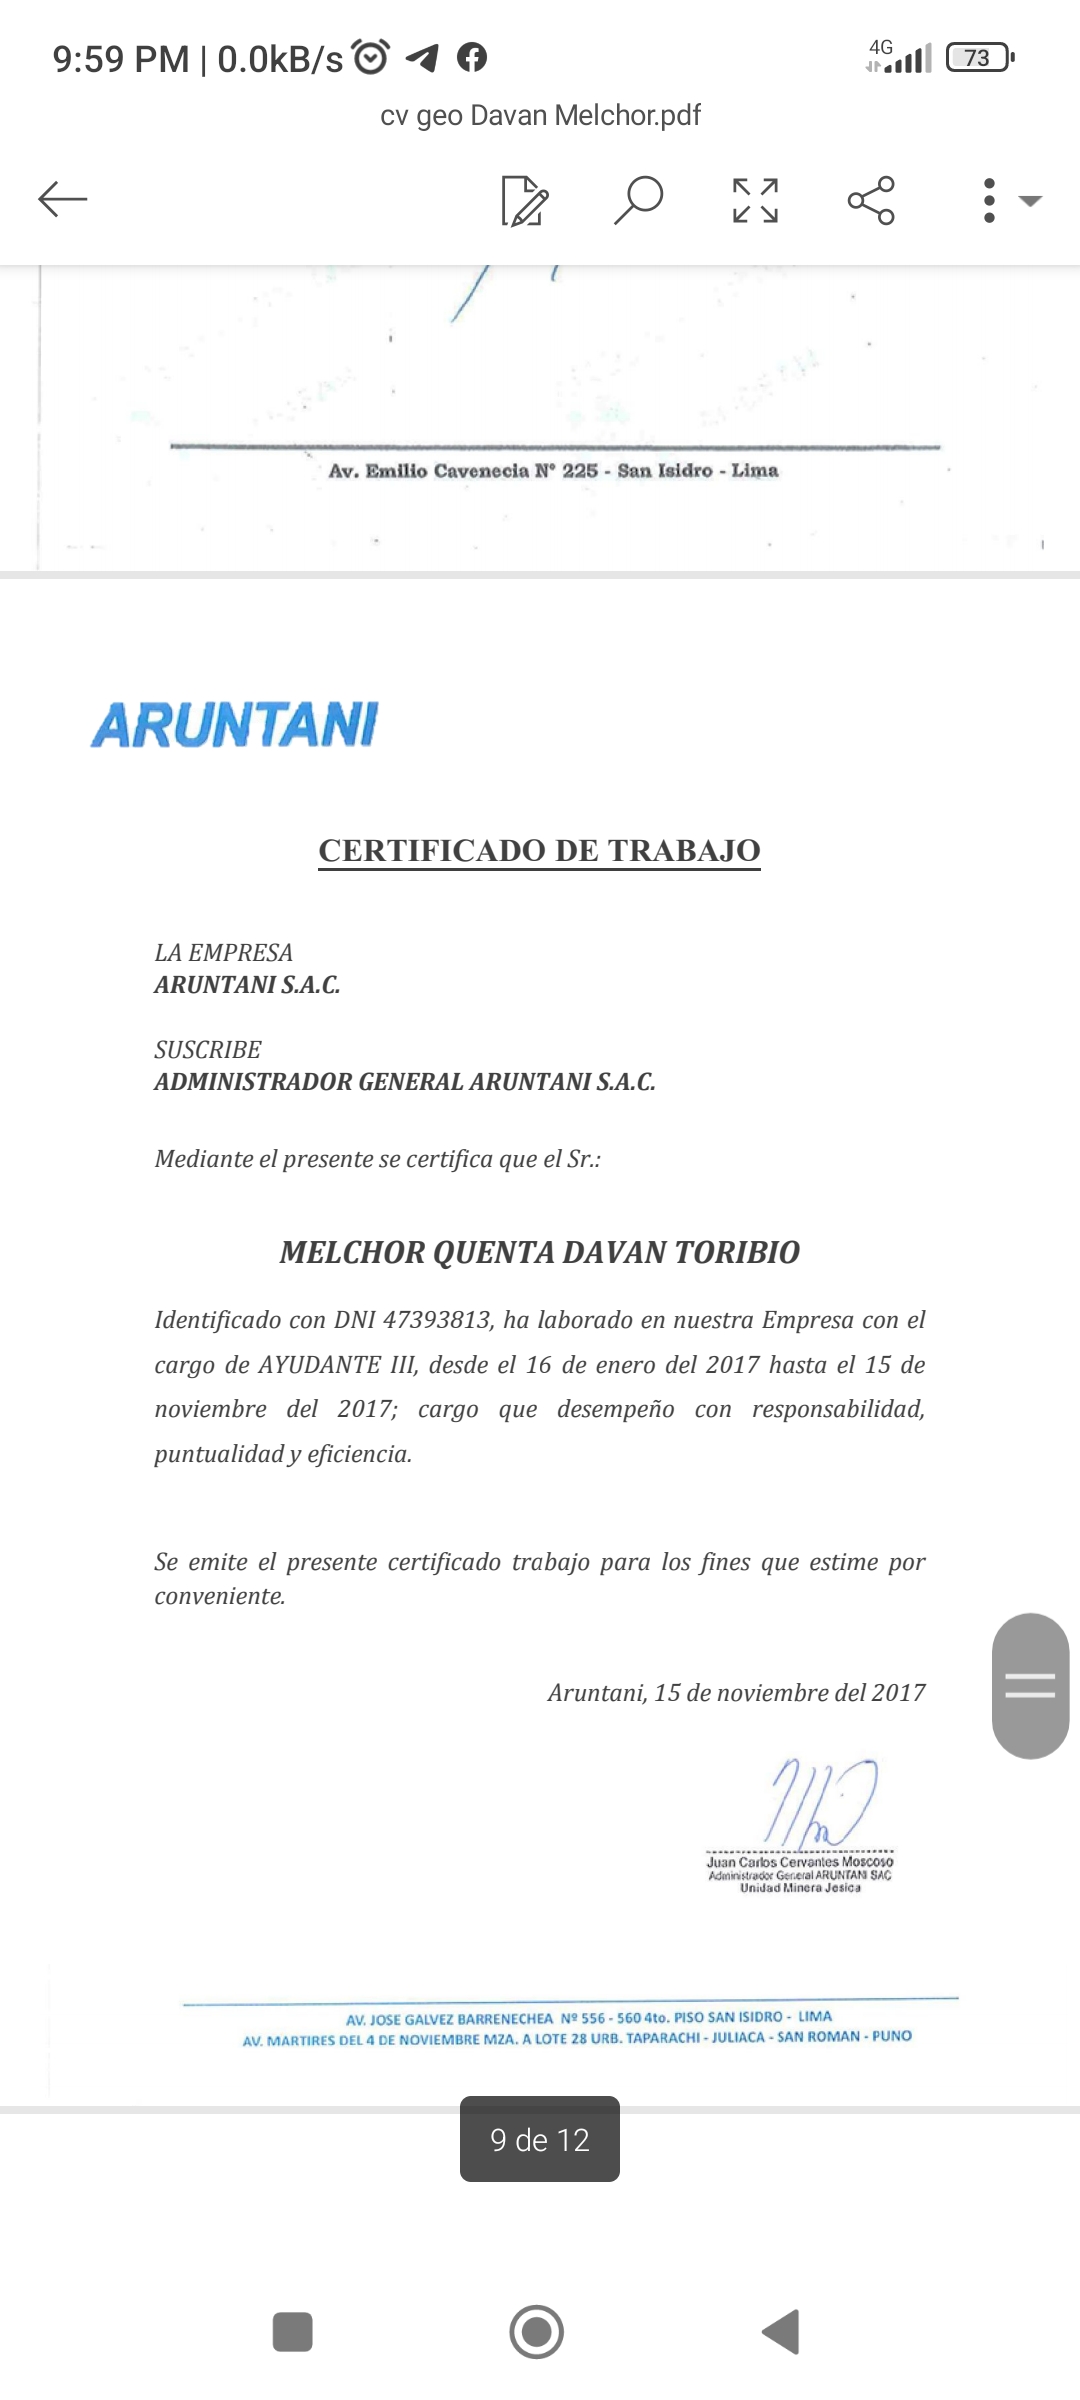 9:59 PM | 0.0kB/s
4G
73
cv geo Davan Melchor.pdf
Av. Emilio Cavenecia N° 225 - San Isidro - Lima
ARUNTANI
CERTIFICADO DE TRABAJO
LA EMPRESA
ARUNTANI S.A.C.
SUSCRIBE
ADMINISTRADOR GENERAL ARUNTANI S.A.C.
Mediante el presente se certifica que el Sr.:
MELCHOR QUENTA DAVAN TORIBIO
Identificado con DNI 47393813, ha laborado en nuestra Empresa con el
cargo de AYUDANTE III, desde el 16 de enero del 2017 hasta el 15 de
noviembre del 2017; cargo que desempeño con responsabilidad,
puntualidad y eficiencia.
Se emite el presente certificado trabajo para los fines que estime por
conveniente.
Aruntani, 15 de noviembre del 2017
Juan Carlos Cervantes Moscoso
Administrador General ARUNTANI SAC
Unidad Minera Jesica
AV. JOSE GALVEZ BARRENECHEA Nº 556 - 560 4to. PISO SAN ISIDRO - LIMA
AV. MARTIRES DEL 4 DE NOVIEMBRE MZA. A LOTE 28 URB. TAPARACHI - JULIACA - SAN ROMAN - PUNO
9 de 12